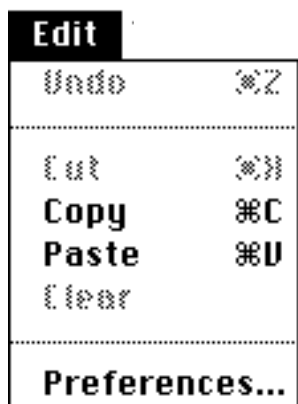 Edit
Undo ⌘Z
Cut ⌘X
Copy ⌘C
Paste ⌘V
Clear
Preferences...